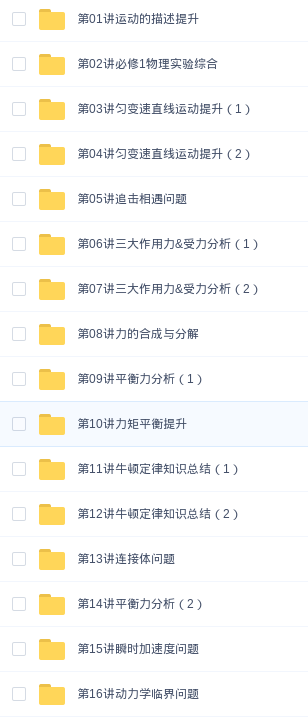 第01讲运动的描述提升
第02讲必修1物理实验综合
第03讲匀变速直线运动提升（1）
第04讲匀变速直线运动提升（2）
第05讲追击相遇问题
第06讲三大作用力&受力分析（1）
第07讲三大作用力&受力分析（2）
第08讲力的合成与分解
第09讲平衡力分析（1）
第10讲力矩平衡提升
第11讲牛顿定律知识总结（1）
第12讲牛顿定律知识总结（2）
第13讲连接体问题
第14讲平衡力分析（2）
第15讲瞬时加速度问题
第16讲动力学临界问题